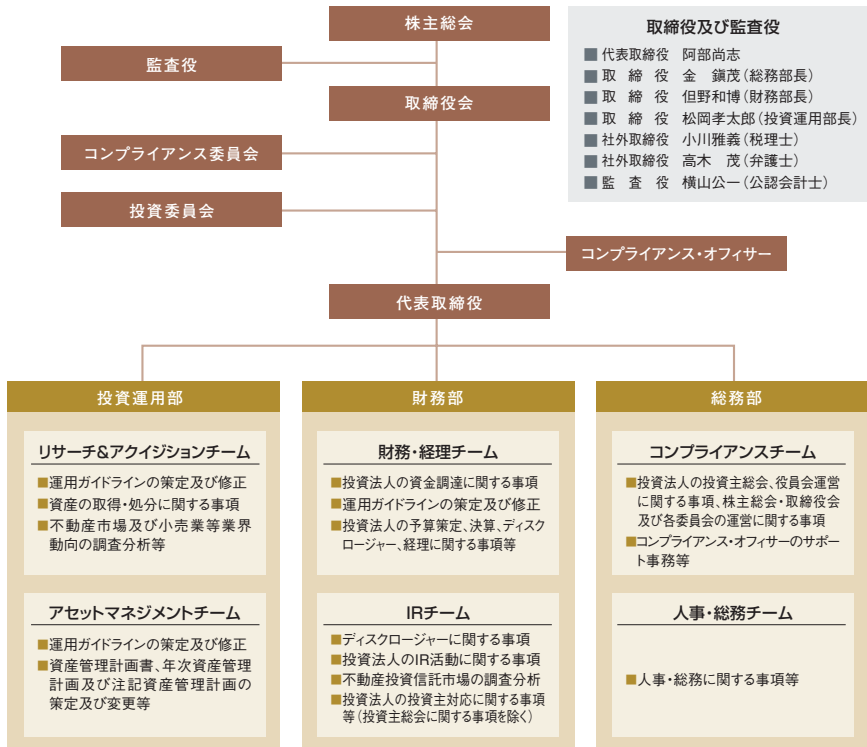 株主総会
監査役
取締役会
コンプライアンス委員会
投資委員会
コンプライアンス・オフィサー
代表取締役
取締役及び監査役
■代表取締役 阿部尚志
■取締役 金 鎭茂(総務部長)
■取締役 但野和博(財務部長)
■取締役 松岡孝太郎(投資運用部長)
■社外取締役 小川雅義(税理士)
■社外取締役 高木 茂(弁護士)
■監査役 横山公一(公認会計士)
投資運用部
リサーチ&アクイジションチーム
■運用ガイドラインの策定及び修正
■資産の取得・処分に関する事項
■不動産市場及び小売業等業界
動向の調査分析等
アセットマネジメントチーム
■運用ガイドラインの策定及び修正
■資産管理計画書、年次資産管理
計画及び注記資産管理計画の
策定及び変更等
財務部
財務・経理チーム
■投資法人の資金調達に関する事項
■運用ガイドラインの策定及び修正
■投資法人の予算策定、決算、ディスク
ロージャー、経理に関する事項等
IRチーム
■ディスクロージャーに関する事項
■投資法人のIR活動に関する事項
■不動産投資信託市場の調査分析
■投資法人の投資主対応に関する事項
等(投資主総会に関する事項を除く)
総務部
コンプライアンスチーム
■投資法人の投資主総会、役員会運営
に関する事項、株主総会・取締役会
及び各委員会の運営に関する事項
■コンプライアンス・オフィサーのサポー
ト事務等
人事・総務チーム
■人事・総務に関する事項等